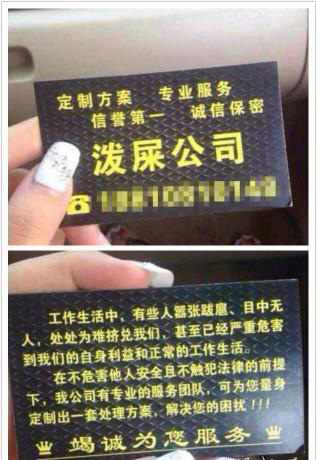 定制方案 专业服务
信誉第一 诚信保密
泼屎公司
工作生活中，有些人嚣张跋扈、目中无
人，处处为难挤兑我们，甚至已经严重危害
到我们的自身利益和正常的工作生活。
在不危害他人安全且不触犯法律的前提
下，我公司有专业的服务团队，可为您量身
定制出一套处理方案，解决您的困扰！！！
竭诚为您服务